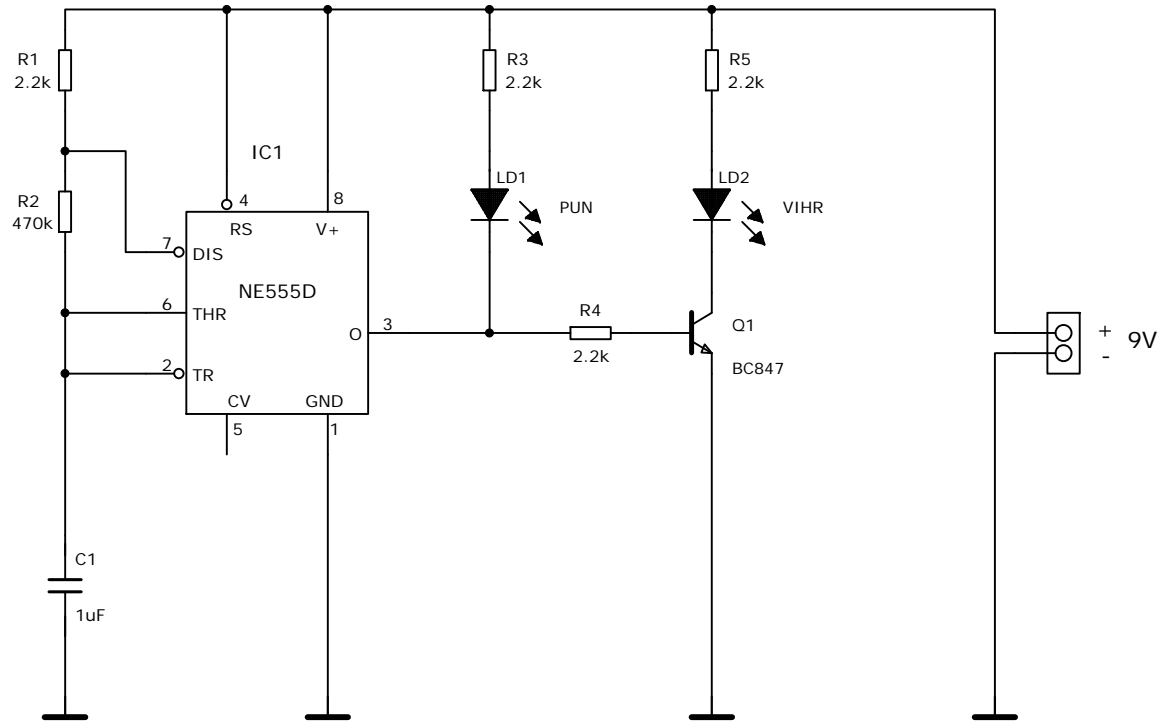 R1
2.2k
R2
470k
IC1
4
8
RS
V+
7
DIS
NE555D
6
THR
O
3
2
TR
CV
GND
5
1
C1
1uF
R3
2.2k
LD1
PUN
R4
2.2k
R5
2.2k
LD2
VIHR
Q1
BC847
+
-
9V